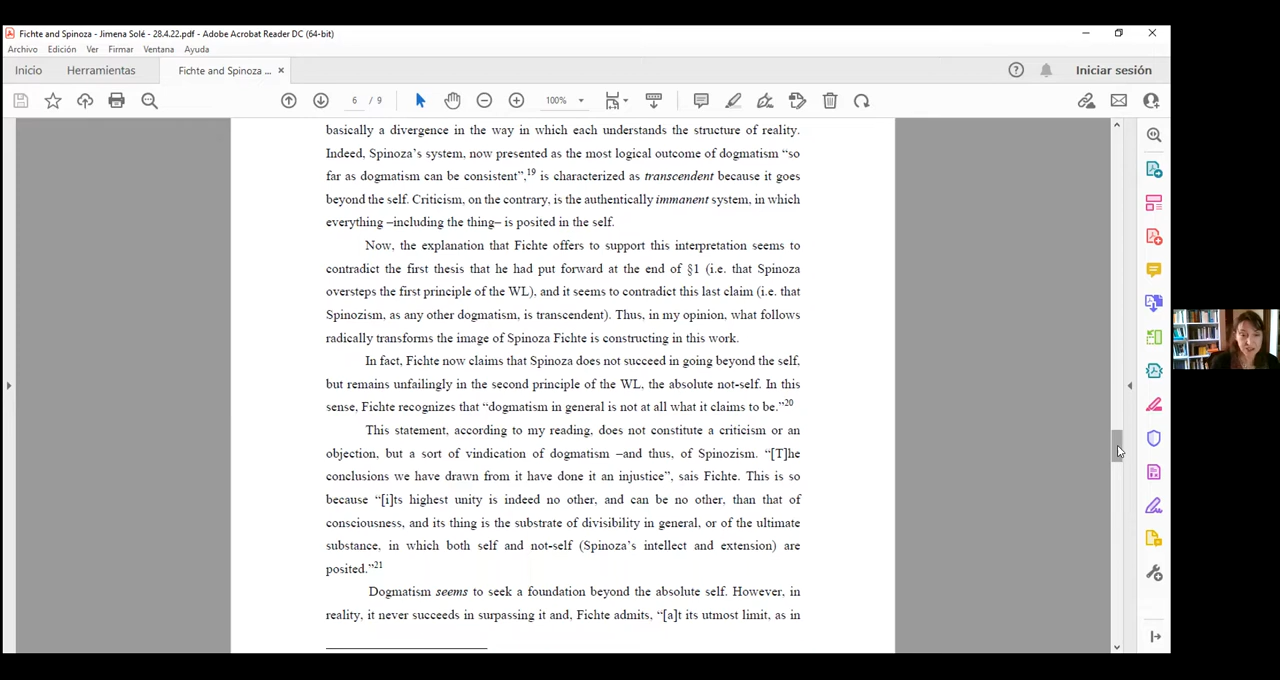 Fichte and Spinoza - Jimena Solé - 28.4.22.pdf - Adobe Acrobat Reader DC (64-bit)
Archivo Edición Ver Firmar Ventana Ayuda
Inicio Herramientas Fichte and Spinoza ... × Iniciar sesión
6 / 9 100%
basically a divergence in the way in which each understands the structure of reality.
Indeed, Spinoza's system, now presented as the most logical outcome of dogmatism “so
far as dogmatism can be consistent”,19 is characterized as transcendent because it goes
beyond the self. Criticism, on the contrary, is the authentically immanent system, in which
everything –including the thing– is posited in the self.
Now, the explanation that Fichte offers to support this interpretation seems to
contradict the first thesis that he had put forward at the end of §1 (i.e. that Spinoza
oversteps the first principle of the WL), and it seems to contradict this last claim (i.e. that
Spinozism, as any other dogmatism, is transcendent). Thus, in my opinion, what follows
radically transforms the image of Spinoza Fichte is constructing in this work.
In fact, Fichte now claims that Spinoza does not succeed in going beyond the self,
but remains unfailingly in the second principle of the WL, the absolute not-self. In this
sense, Fichte recognizes that “dogmatism in general is not at all what it claims to be.”20
This statement, according to my reading, does not constitute a criticism or an
objection, but a sort of vindication of dogmatism –and thus, of Spinozism. “[T]he
conclusions we have drawn from it have done it an injustice”, sais Fichte. This is so
because “[i]ts highest unity is indeed no other, and can be no other, than that of
consciousness, and its thing is the substrate of divisibility in general, or of the ultimate
substance, in which both self and not-self (Spinoza's intellect and extension) are
posited.”21
Dogmatism seems to seek a foundation beyond the absolute self. However, in
reality, it never succeeds in surpassing it and, Fichte admits, “[a]t its utmost limit, as in